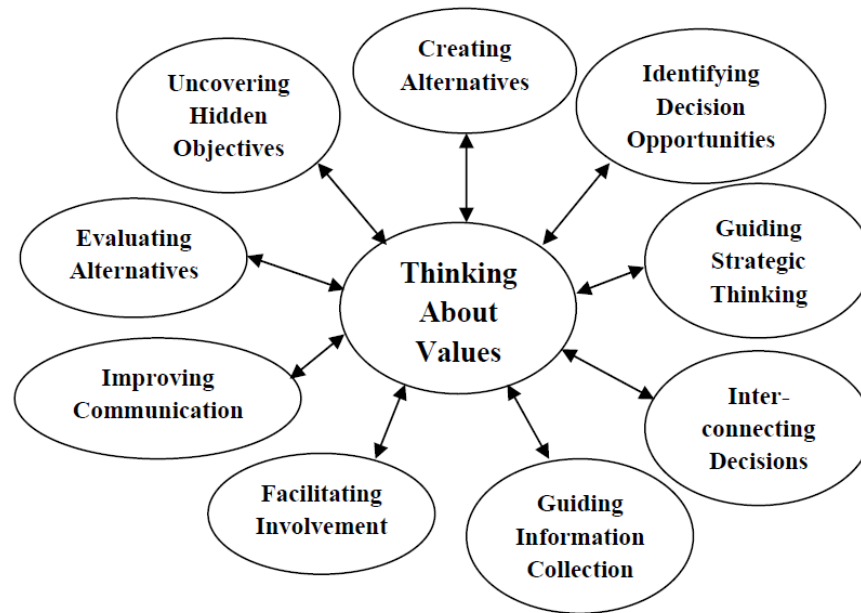 Creating
Alternatives
Identifying
Decision
Opportunities
Guiding
Strategic
Thinking
Inter-
connecting
Decisions
Guiding
Information
Collection
Facilitating
Involvement
Improving
Communication
Evaluating
Alternatives
Uncovering
Hidden
Objectives
Thinking
About
Values